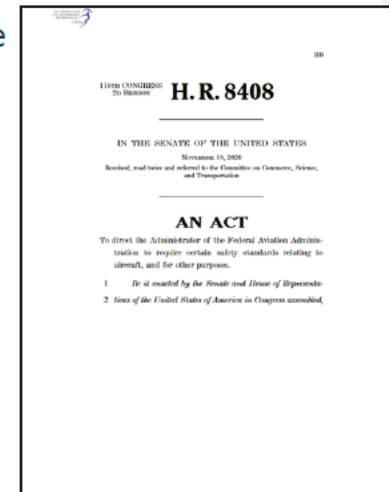 e
116TH CONGRESS
2D SESSION
H. R. 8408
IN THE SENATE OF THE UNITED STATES
NOVEMBER 18, 2020
Received; read twice and referred to the Committee on Commerce, Science,
and Transportation
AN ACT
To direct the Administrator of the Federal Aviation Adminis-
tration to require certain safety standards relating to
aircraft, and for other purposes.
1 Be it enacted by the Senate and House of Representa-
2 tives of the United States of America in Congress assembled,